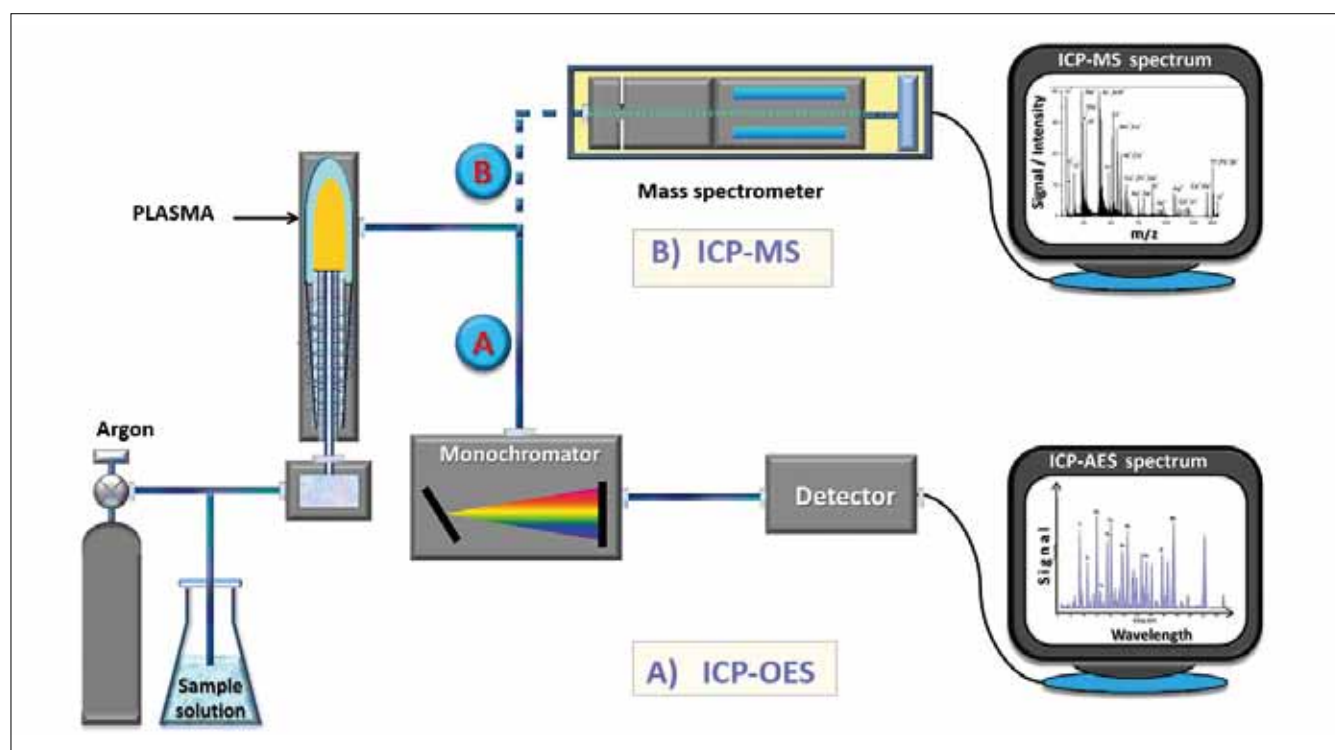 ICP-MS spectrum
Signal / Intensity
m/z
Mass spectrometer
B
B) ICP-MS
PLASMA
A
Argon
Monochromator
Detector
ICP-AES spectrum
Signal
Wavelength
Sample
solution
A) ICP-OES